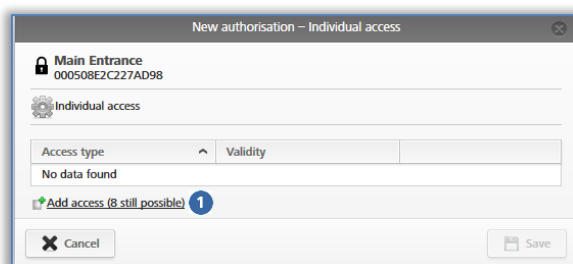 New authorisation – Individual access
Main Entrance
000508E2C227AD98
Individual access
Access type Validity
No data found
Add access (8 still possible) 1
Cancel Save